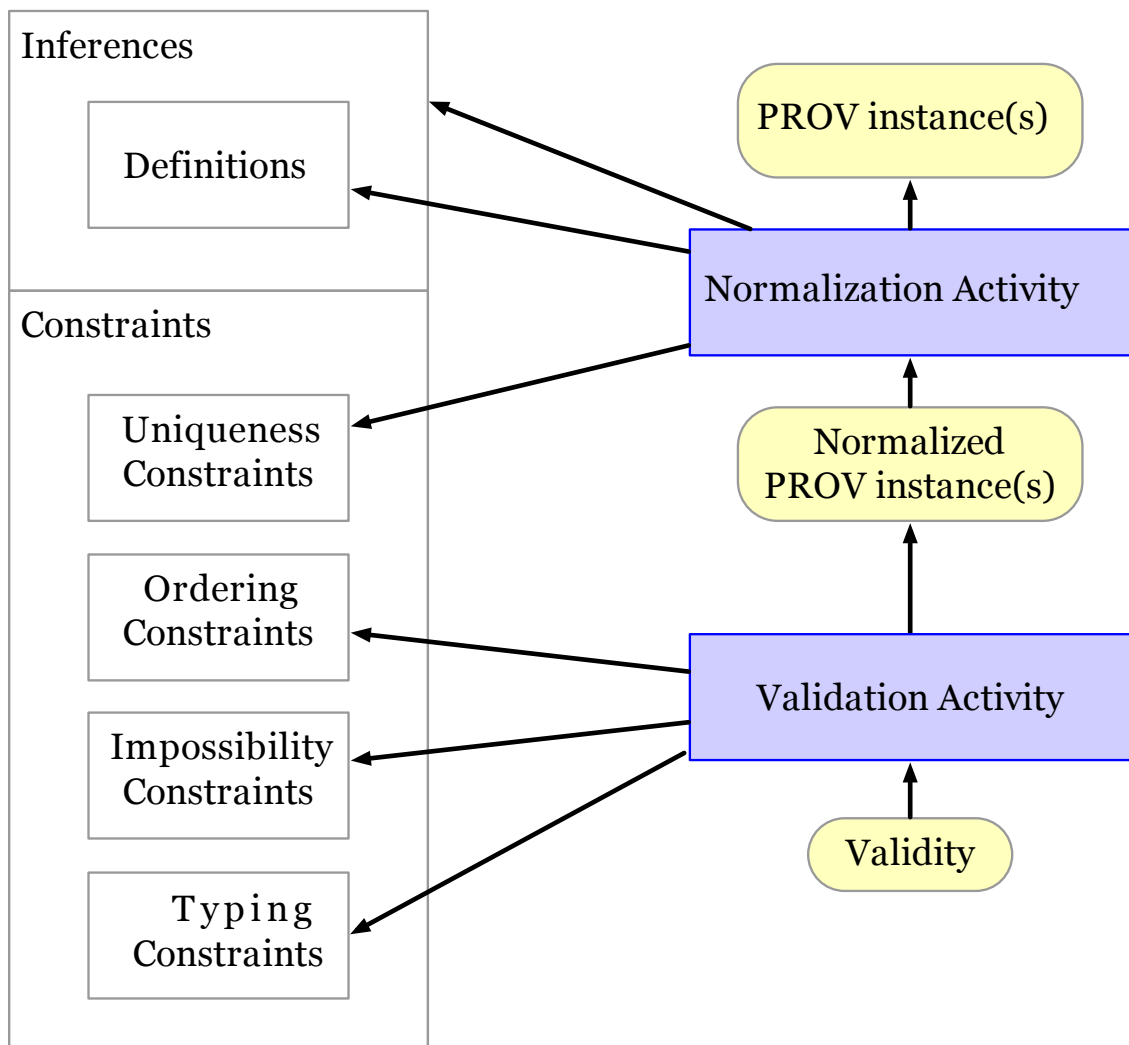 Inferences
Definitions
Constraints
Uniqueness
Constraints
Ordering
Constraints
Impossibility
Constraints
Typing
Constraints
PROV instance(s)
Normalization Activity
Normalized
PROV instance(s)
Validation Activity
Validity